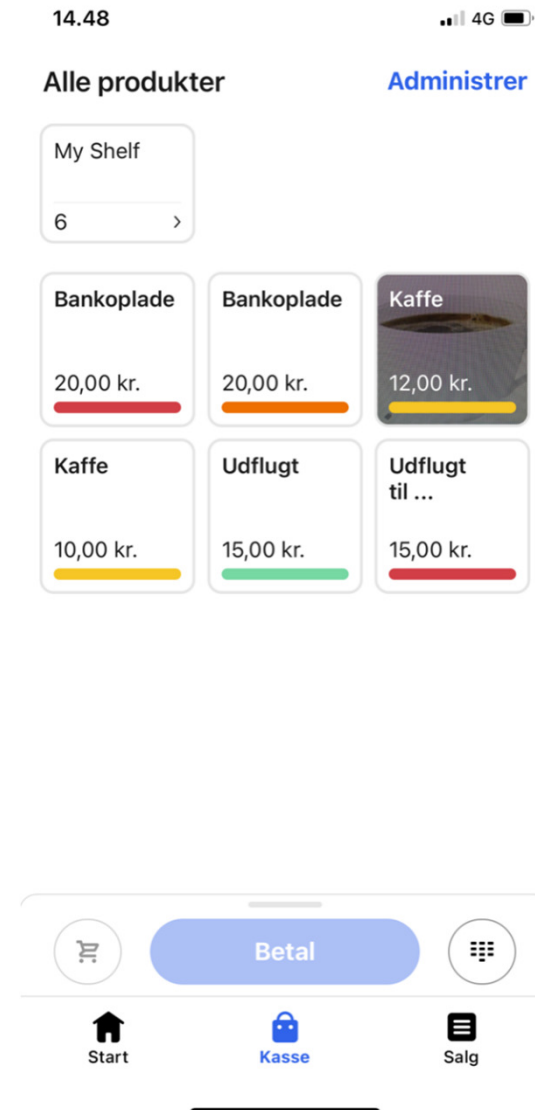 14.48
4G
Alle produkter
Administrer
My Shelf
6
Bankoplade
20,00 kr.
Bankoplade
20,00 kr.
Kaffe
12,00 kr.
Kaffe
10,00 kr.
Udflugt
15,00 kr.
Udflugt
til ...
15,00 kr.
Betal
Start
Kasse
Salg